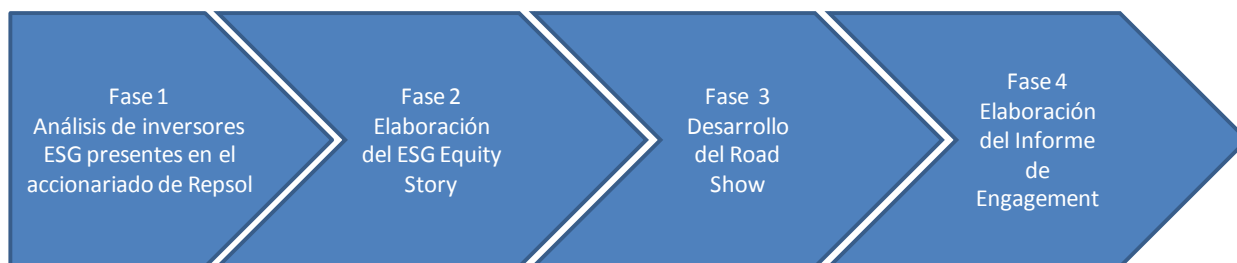 Fase 1
Análisis de inversores
ESG presentes en el
accionariado de Repsol
Fase 2
Elaboración
del ESG Equity
Story
Fase 3
Desarrollo
del Road
Show
Fase 4
Elaboración
del Informe
de
Engagement